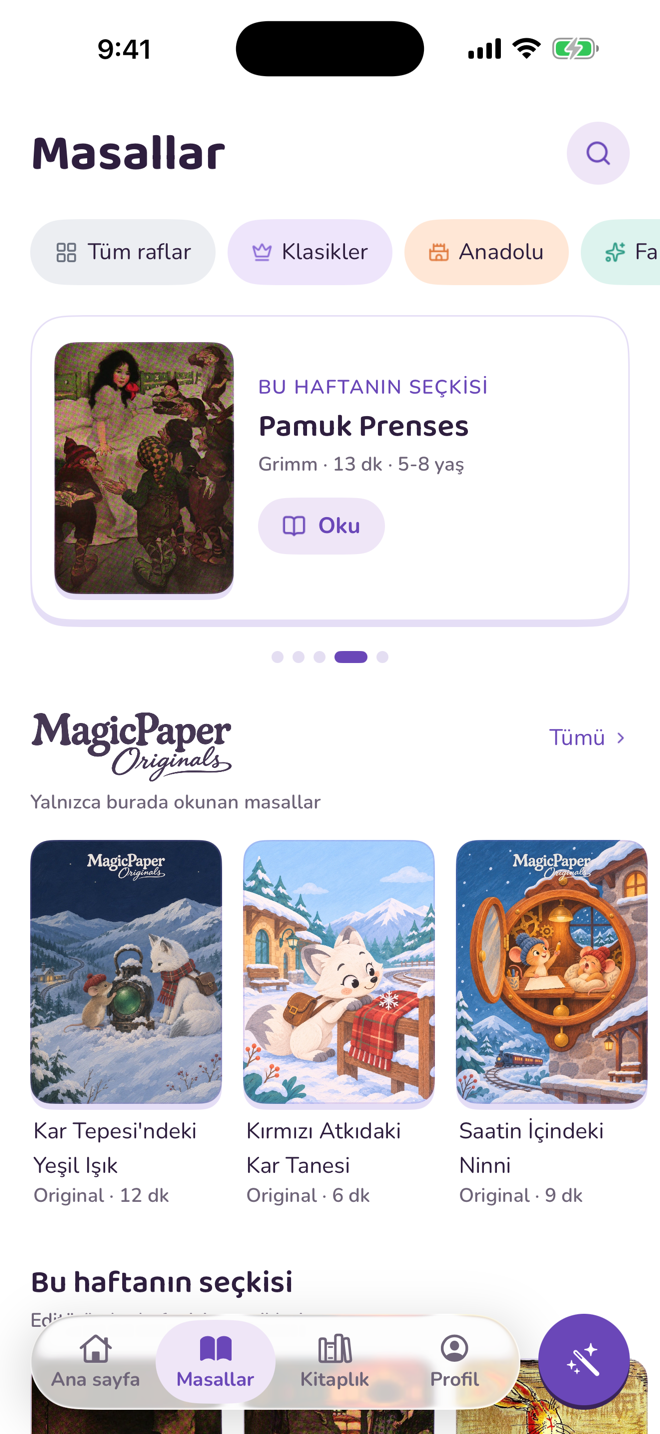 9:41
Masallar
Tüm raflar
Klasikler
Anadolu
Fa
BU HAFTANIN SEÇKİSİ
Pamuk Prenses
Grimm · 13 dk · 5-8 yaş
Oku
MagicPaper
Originals
Tümü
Yalnızca burada okunan masallar
MagicPaper
Originals
MagicPaper
Originals
Kar Tepesi'ndeki
Yeşil Işık
Original · 12 dk
Kırmızı Atkıdaki
Kar Tanesi
Original · 6 dk
Saatin İçindeki
Ninni
Original · 9 dk
Bu haftanın seçkisi
Ana sayfa
Masallar
Kitaplık
Profil